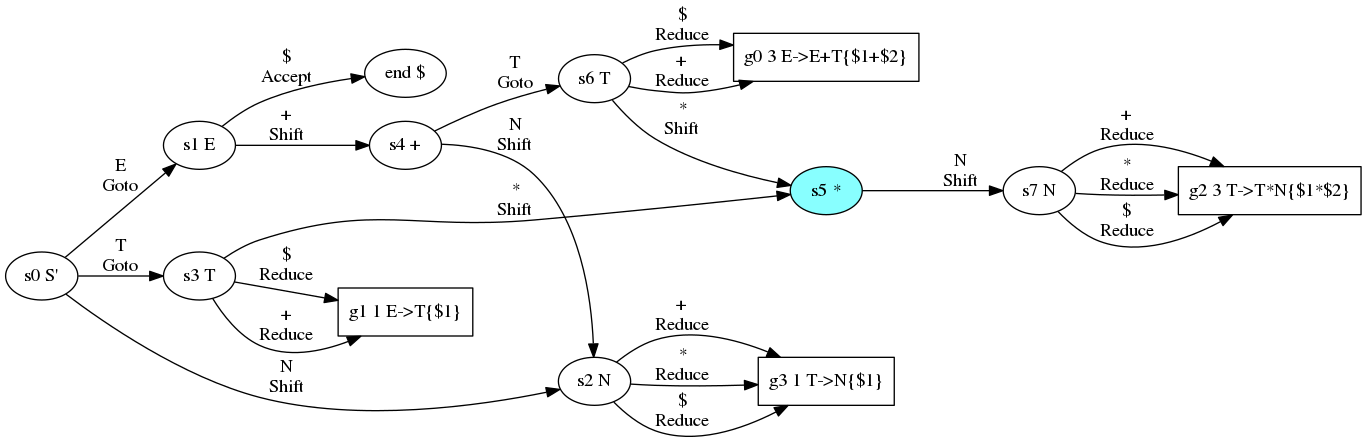 $
Reduce
g0 3 E->E+T{$1+$2}
+
Reduce
$
Accept
end $
T
Goto
s6 T
*
Shift
+
Shift
s1 E
s4 +
N
Shift
+
Reduce
E
Goto
*
Shift
s5 *
N
Shift
s7 N
*
Reduce
g2 3 T->T*N{$1*$2}
$
Reduce
s0 S'
T
Goto
s3 T
$
Reduce
g1 1 E->T{$1}
+
Reduce
N
Shift
s2 N
+
Reduce
*
Reduce
g3 1 T->N{$1}
$
Reduce